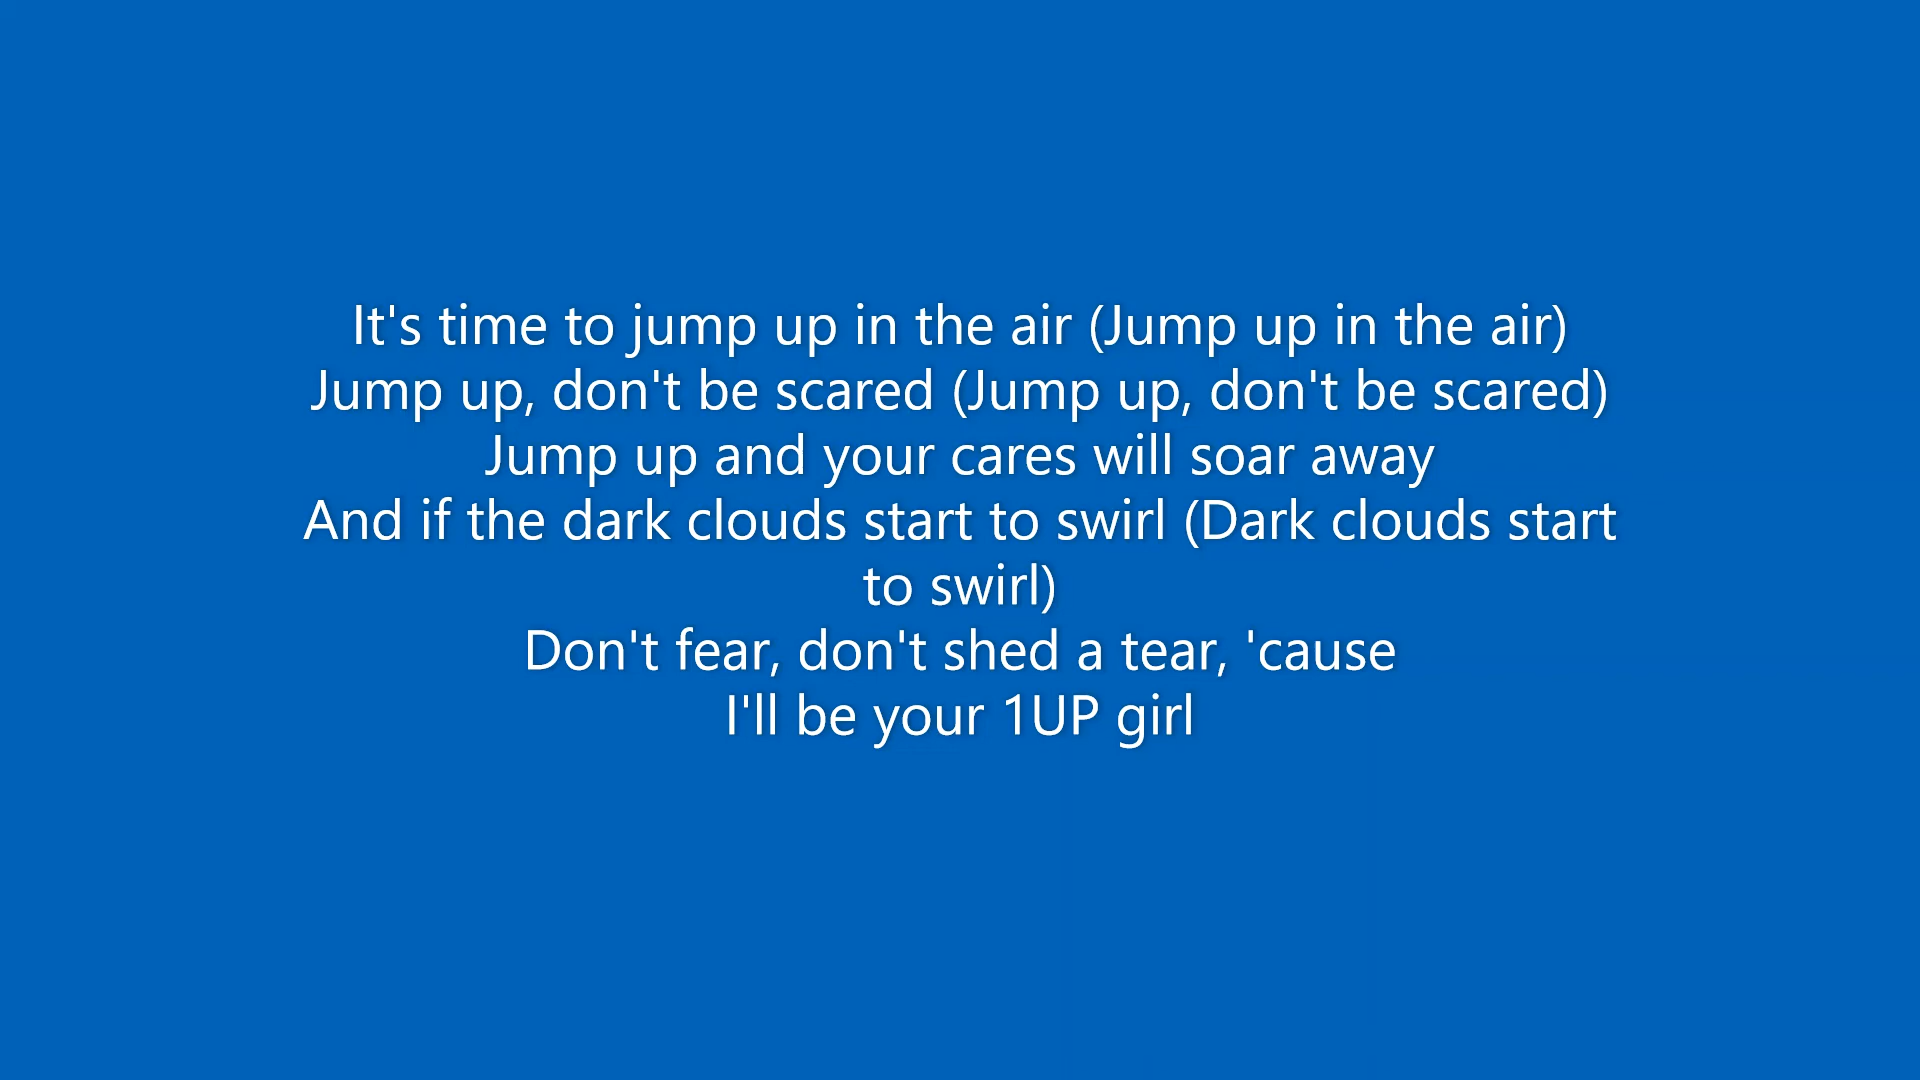 It's time to jump up in the air (Jump up in the air)
Jump up, don't be scared (Jump up, don't be scared)
Jump up and your cares will soar away
And if the dark clouds start to swirl (Dark clouds start
to swirl)
Don't fear, don't shed a tear, 'cause
I'll be your 1UP girl